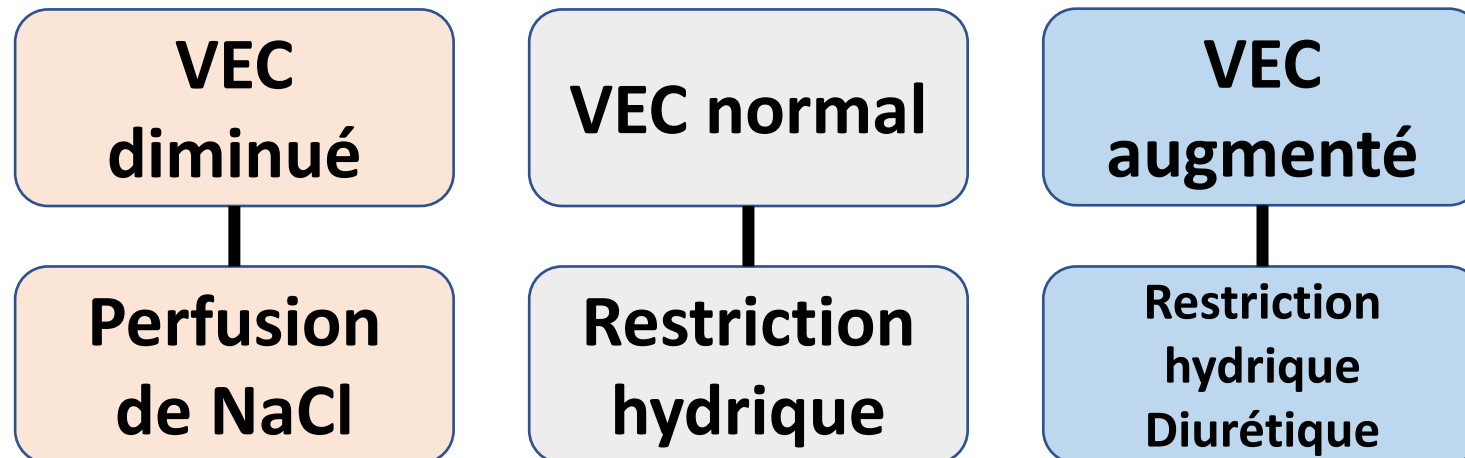 VEC
diminué
VEC normal
VEC
augmenté
Perfusion
de NaCl
Restriction
hydrique
Restriction
hydrique
Diurétique